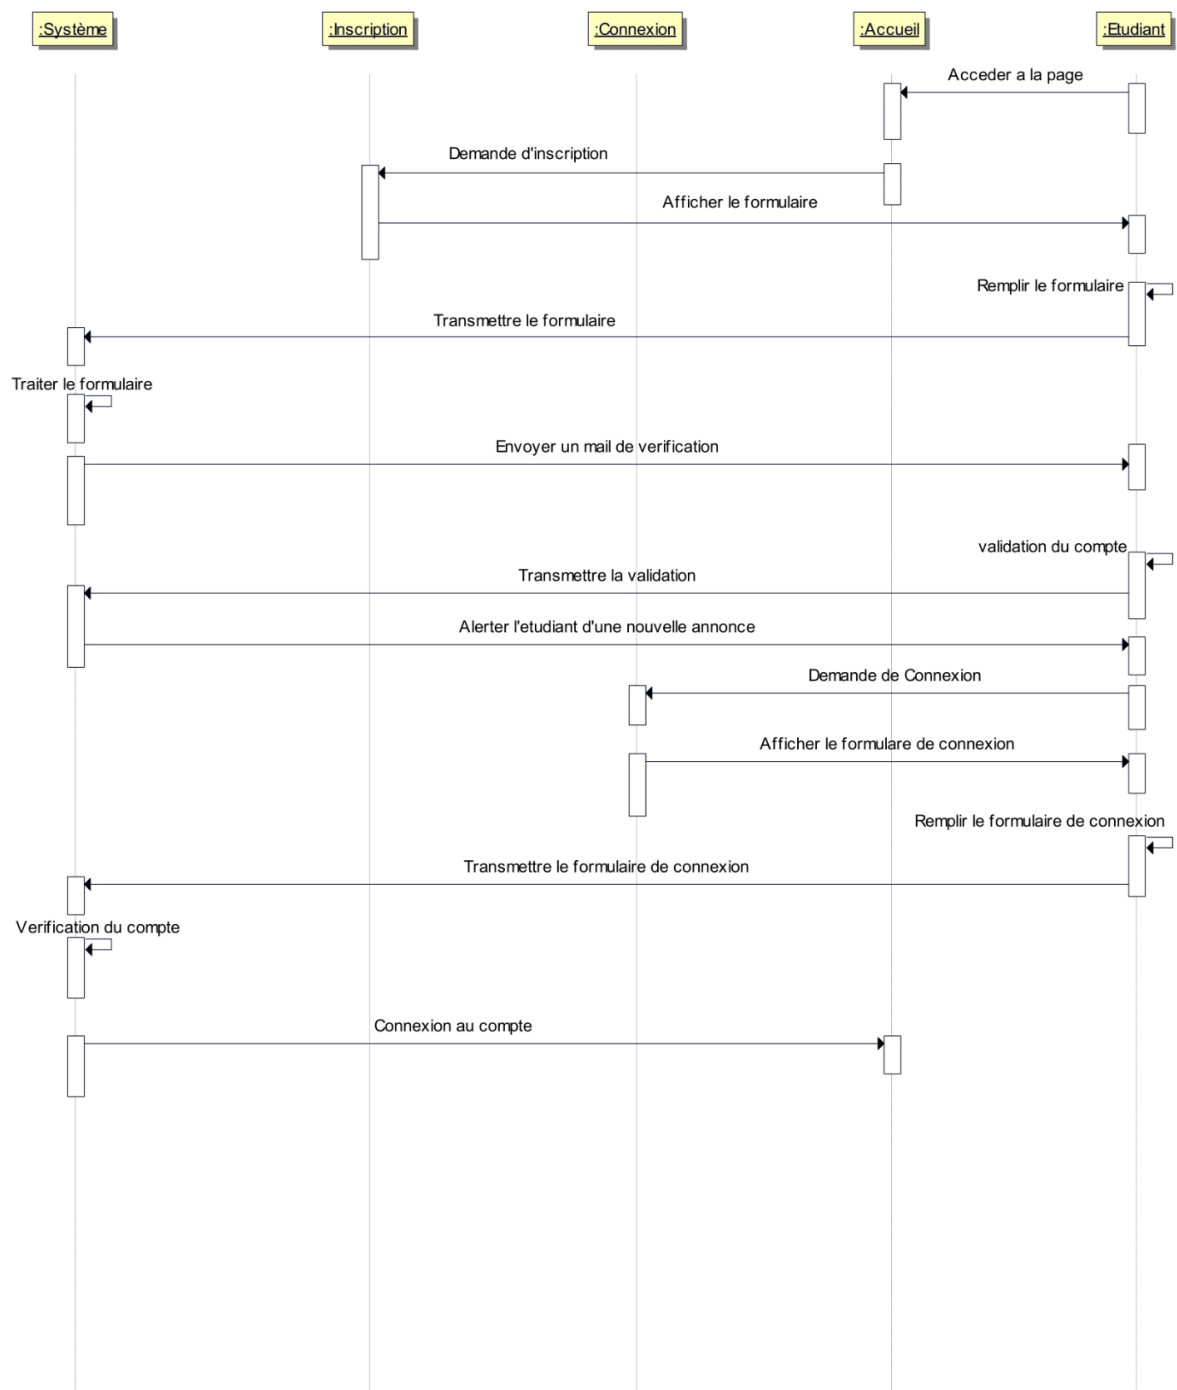 :Système
:Inscription
:Connexion
:Accueil
:Etudiant
Acceder a la page
Demande d'inscription
Afficher le formulaire
Remplir le formulaire
Transmettre le formulaire
Traiter le formulaire
Envoyer un mail de verification
validation du compte
Transmettre la validation
Alerter l'etudiant d'une nouvelle annonce
Demande de Connexion
Afficher le formulare de connexion
Remplir le formulaire de connexion
Transmettre le formulaire de connexion
Verification du compte
Connexion au compte